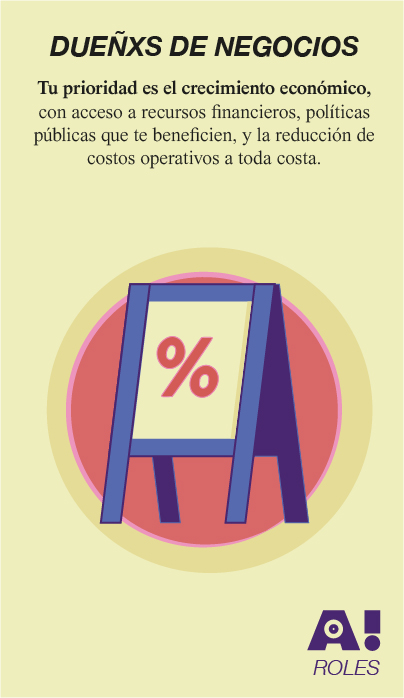 DUEÑXS DE NEGOCIOS
Tu prioridad es el crecimiento económico,
con acceso a recursos financieros, políticas
públicas que te beneficien, y la reducción de
costos operativos a toda costa.
%
A!
ROLES